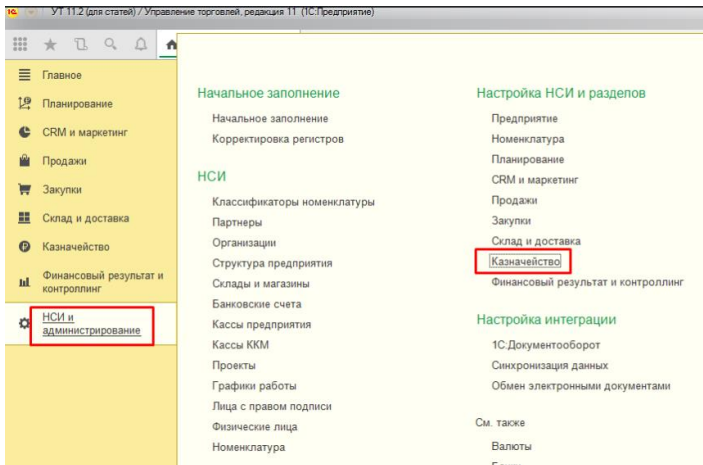 УТ 11.2 (для статей) / Управление торговлей, редакция 11 (1С:Предприятие)
Главное
Планирование
CRM и маркетинг
Продажи
Закупки
Склад и доставка
Казначейство
Финансовый результат и
контроллинг
НСИ и
администрирование
Начальное заполнение
Начальное заполнение
Корректировка регистров
НСИ
Классификаторы номенклатуры
Партнеры
Организации
Структура предприятия
Склады и магазины
Банковские счета
Кассы предприятия
Кассы ККМ
Проекты
Графики работы
Лица с правом подписи
Физические лица
Номенклатура
Настройка НСИ и разделов
Предприятие
Номенклатура
Планирование
CRM и маркетинг
Продажи
Закупки
Склад и доставка
Казначейство
Финансовый результат и контроллинг
Настройка интеграции
1С:Документооборот
Синхронизация данных
Обмен электронными документами
См. также
Валюты